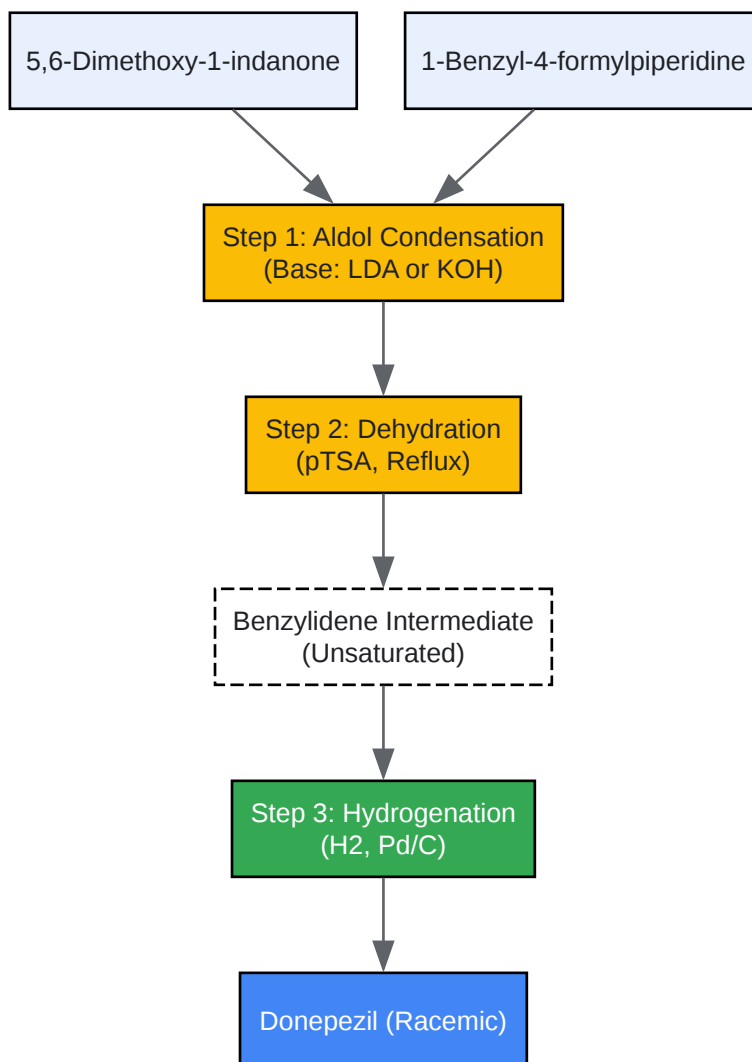 5,6-Dimethoxy-1-indanone
1-Benzyl-4-formylpiperidine
Step 1: Aldol Condensation
(Base: LDA or KOH)
Step 2: Dehydration
(pTSA, Reflux)
Benzylidene Intermediate
(Unsaturated)
Step 3: Hydrogenation
(H2, Pd/C)
Donepezil (Racemic)